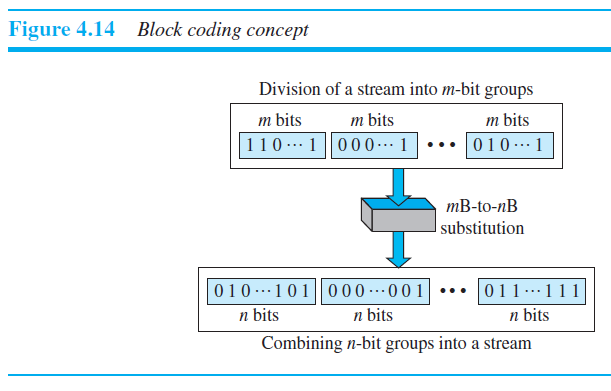 Figure 4.14 Block coding concept
Division of a stream into m-bit groups
m bits m bits m bits
1 1 0 ··· 1 0 0 0 ··· 1 ••• 0 1 0 ··· 1
mB-to-nB
substitution
0 1 0 ··· 1 0 1 0 0 0 ··· 0 0 1 ••• 0 1 1 ··· 1 1 1
n bits n bits n bits
Combining n-bit groups into a stream